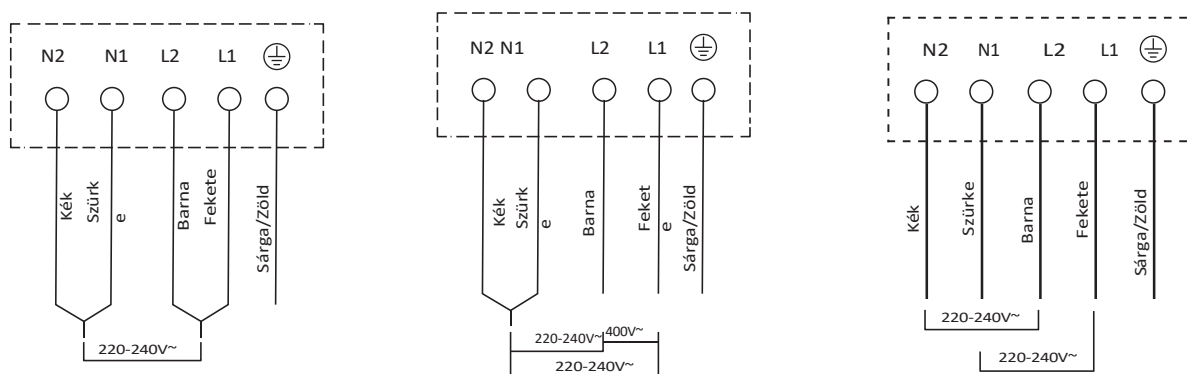 N2 N1 L2 L1
Kék
Szürk
e
Barna
Fekete
Sárga/Zöld
220-240V~
N2 N1 L2 L1
Kék
Szürk
e
Barna
Feket
e
Sárga/Zöld
220-240V~ 400V~
220-240V~
N2 N1 L2 L1
Kék
Szürke
Barna
Fekete
Sárga/Zöld
220-240V~
220-240V~